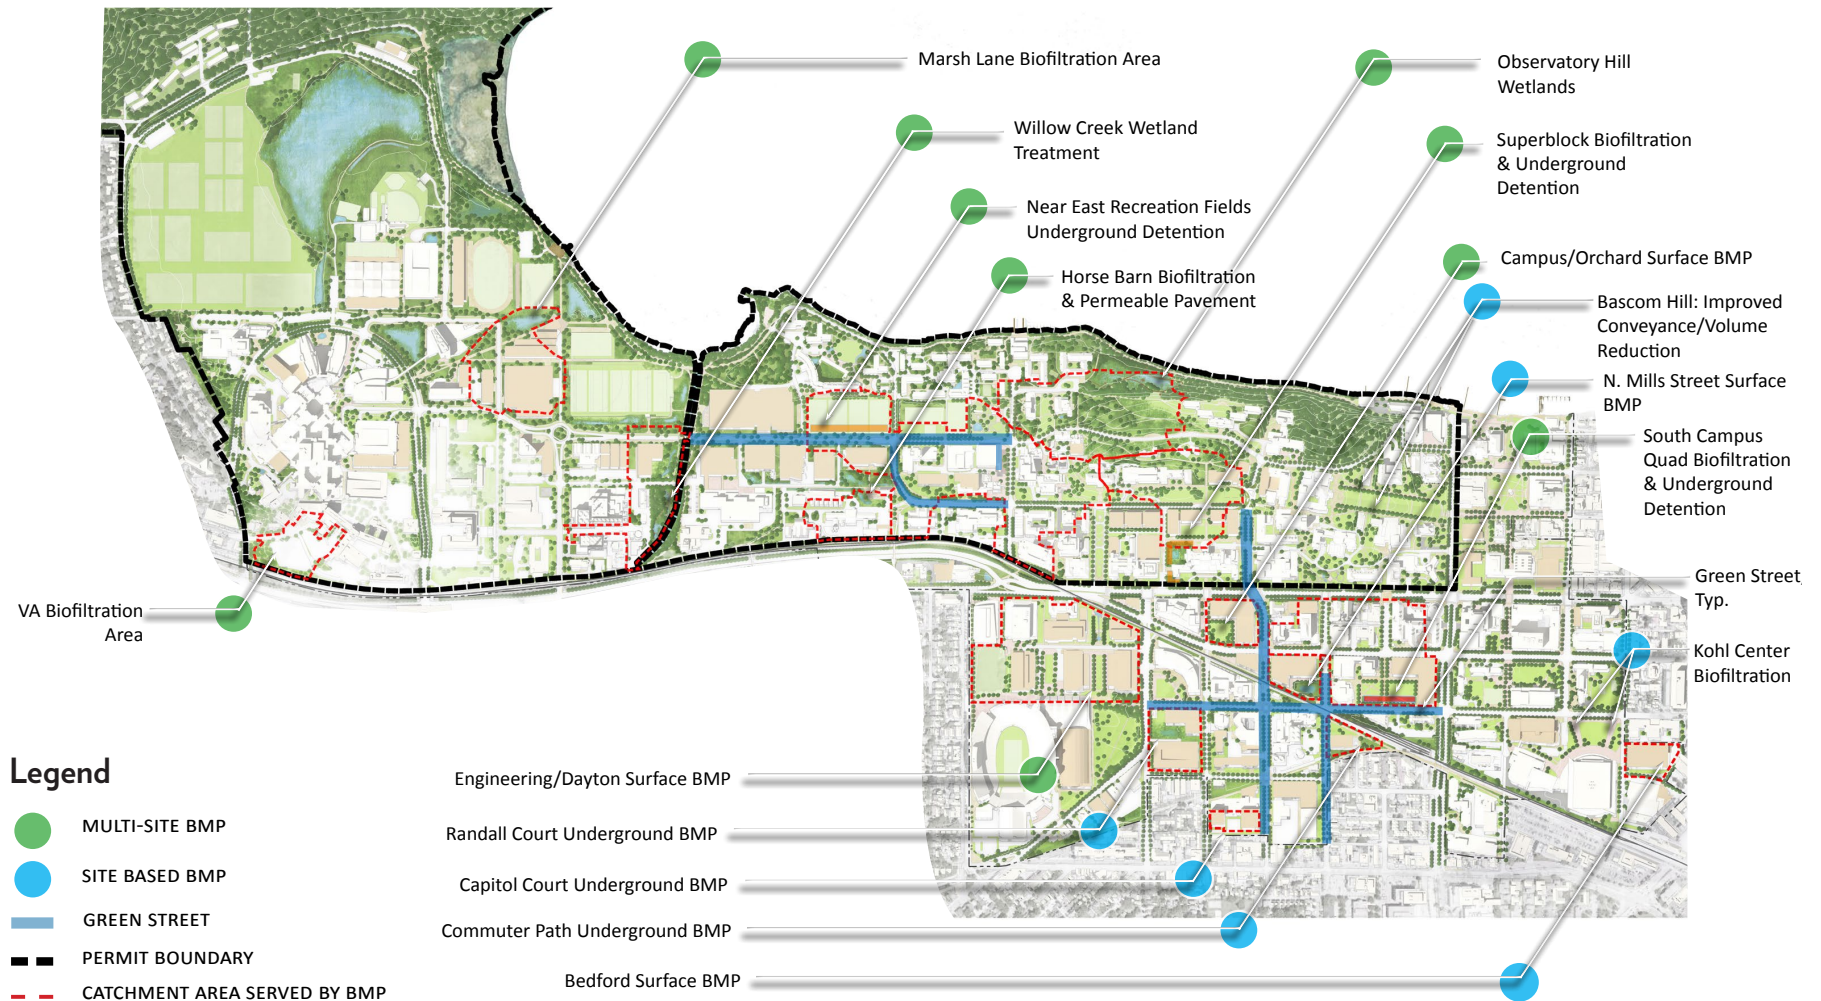 Marsh Lane Biofiltration Area
Willow Creek Wetland
Treatment
Near East Recreation Fields
Underground Detention
Horse Barn Biofiltration
& Permeable Pavement
Observatory Hill
Wetlands
Superblock Biofiltration
& Underground
Detention
Campus/Orchard Surface BMP
Bascom Hill: Improved
Conveyance/Volume
Reduction
N. Mills Street Surface
BMP
South Campus
Quad Biofiltration
& Underground
Detention
Green Street,
Typ.
Kohl Center
Biofiltration
VA Biofiltration
Area
Engineering/Dayton Surface BMP
Randall Court Underground BMP
Capitol Court Underground BMP
Commuter Path Underground BMP
Bedford Surface BMP
Legend
MULTI-SITE BMP
SITE BASED BMP
GREEN STREET
PERMIT BOUNDARY
CATCHMENT AREA SERVED BY BMP